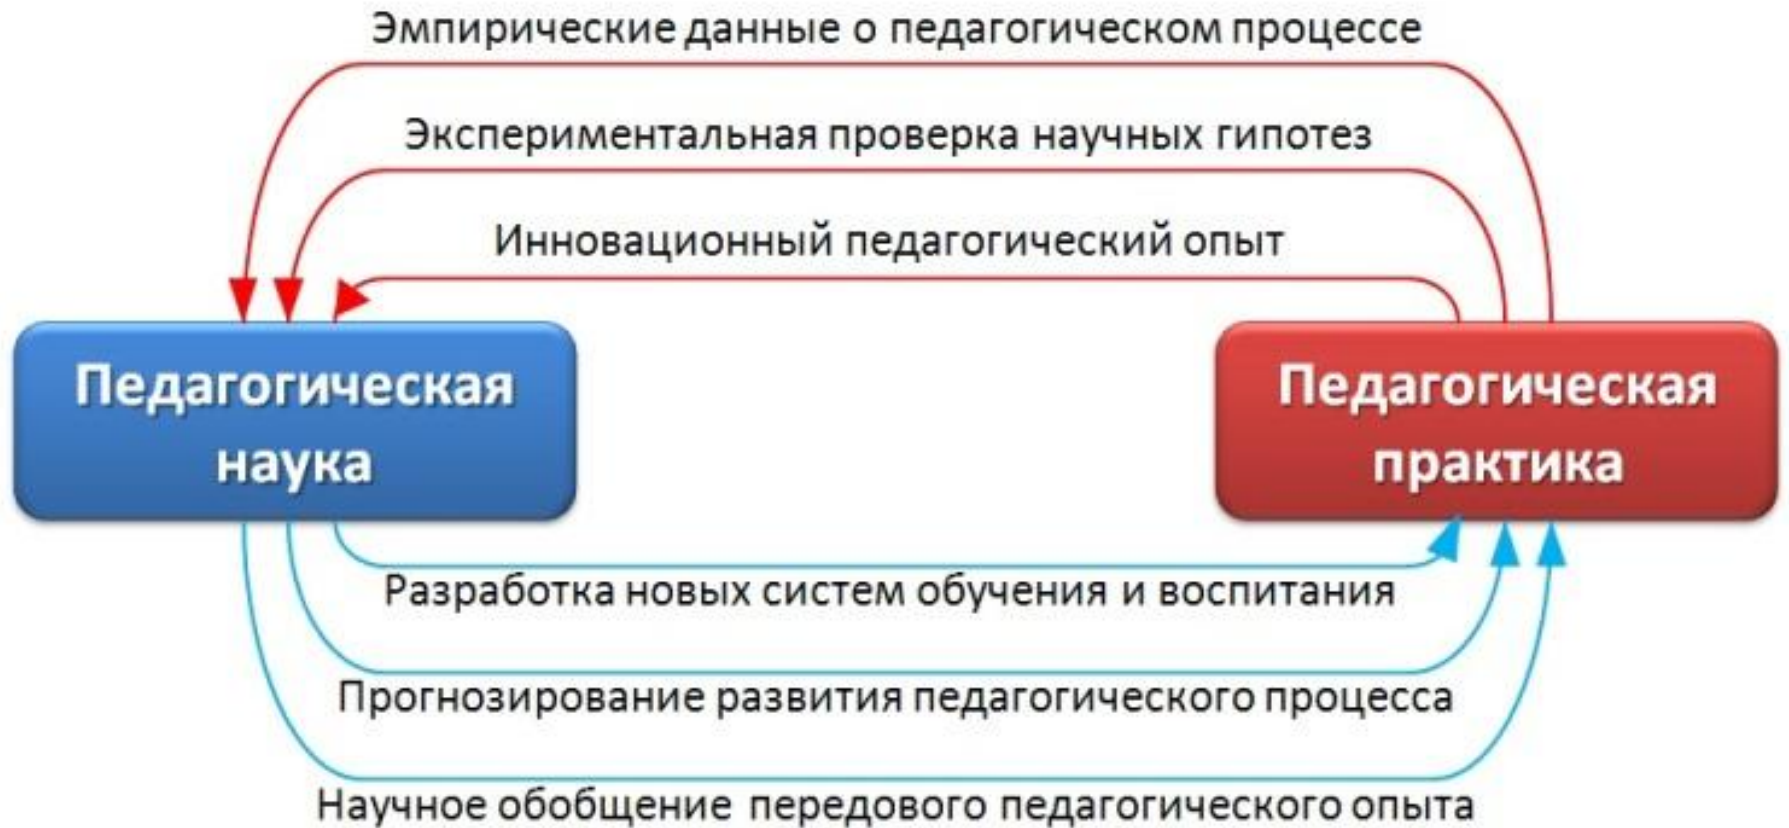 Эмпирические данные о педагогическом процессе
Экспериментальная проверка научных гипотез
Инновационный педагогический опыт
Педагогическая
наука
Педагогическая
практика
Разработка новых систем обучения и воспитания
Прогнозирование развития педагогического процесса
Научное обобщение передового педагогического опыта